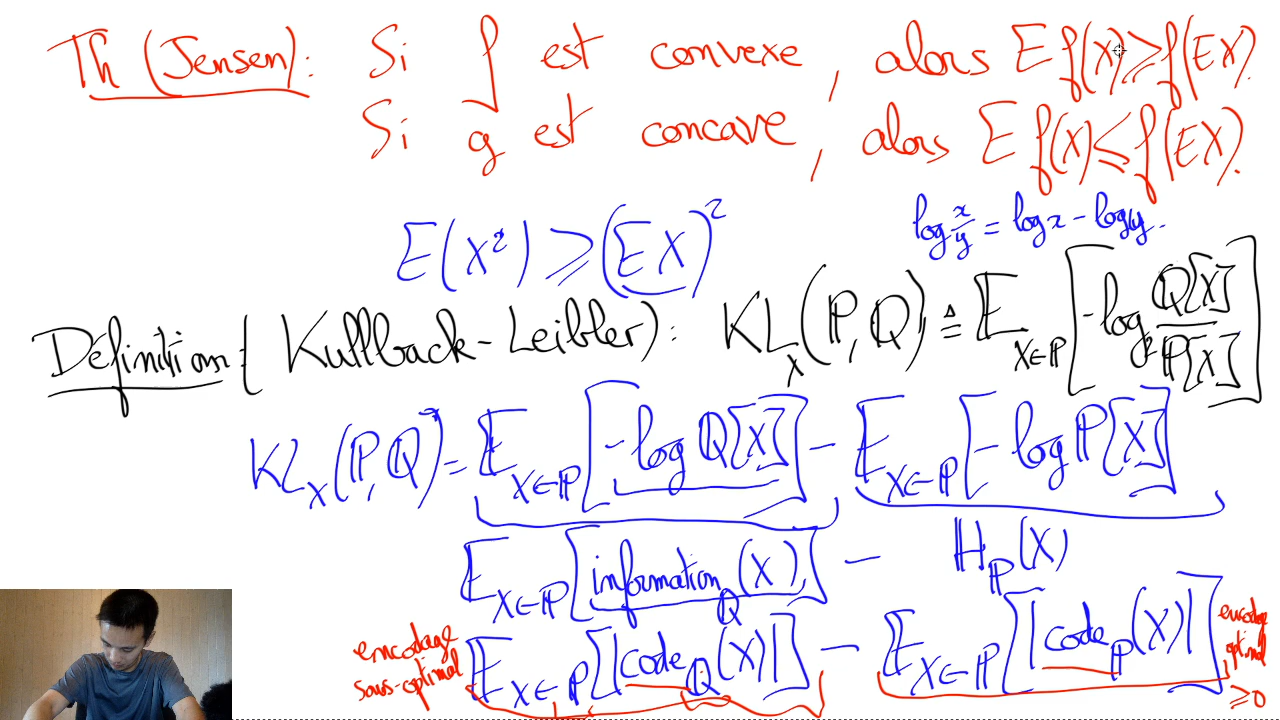 Th (Jensen): Si f est convexe, alors E f(X) ≥ f(EX).
Si g est concave, alors E f(X) ≤ f(EX).
E(X²) ≥ (EX)²
log x/y = log x - log y.
Définition (Kullback-Leibler): KL_X(P,Q) ≜ E_{X∈P} [-log₂ Q[X]/P[X]]
KL_X(P,Q) = E_{X∈P} [-log Q[X]] - E_{X∈P} [-log P[X]]
E_{X∈P} [information_Q(X)] - H_P(X)
encodage sous-optimal E_{X∈P} [|code_Q(X)|] - E_{X∈P} [|code_P(X)|] encodage optimal
≥ 0